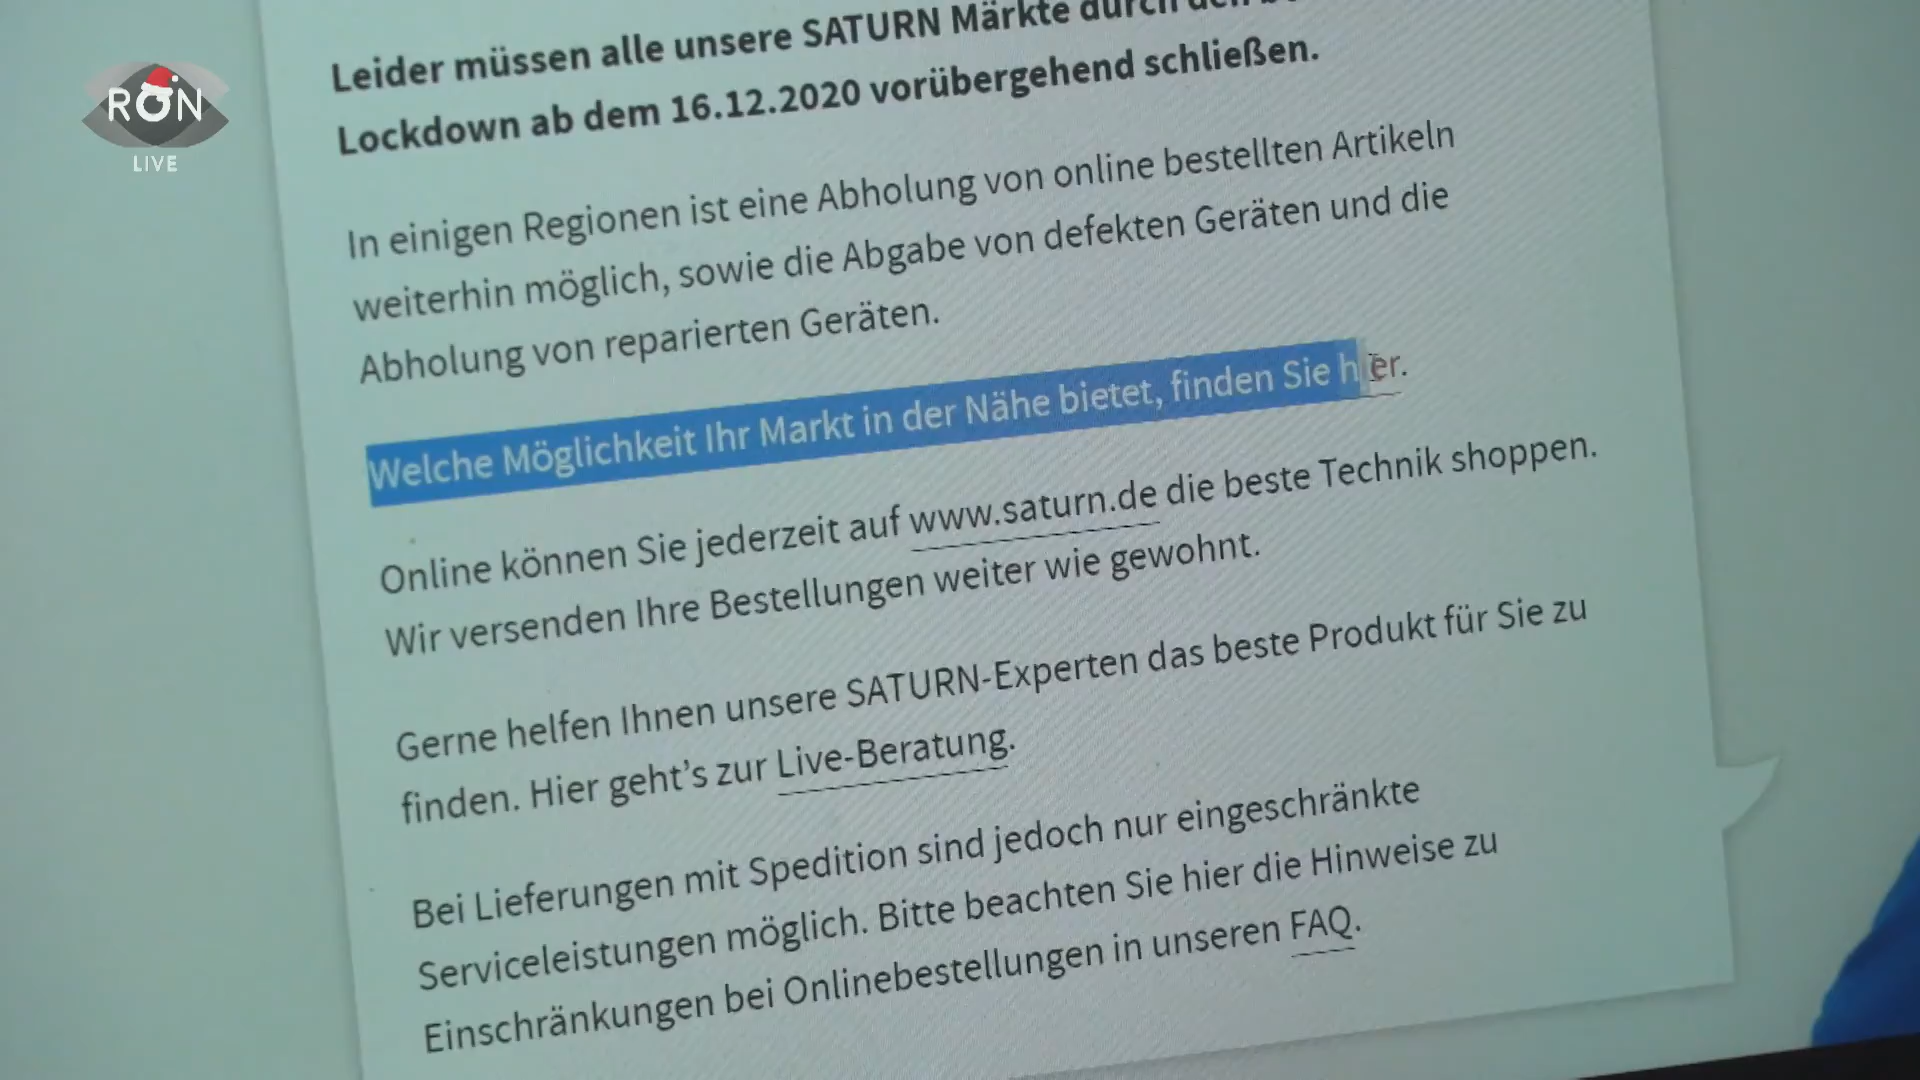 Leider müssen alle unsere SATURN Märkte durch den
Lockdown ab dem 16.12.2020 vorübergehend schließen.
RON
LIVE
In einigen Regionen ist eine Abholung von online bestellten Artikeln
weiterhin möglich, sowie die Abgabe von defekten Geräten und die
Abholung von reparierten Geräten.
Welche Möglichkeit Ihr Markt in der Nähe bietet, finden Sie hier.
Online können Sie jederzeit auf www.saturn.de die beste Technik shoppen.
Wir versenden Ihre Bestellungen weiter wie gewohnt.
Gerne helfen Ihnen unsere SATURN-Experten das beste Produkt für Sie zu
finden. Hier geht's zur Live-Beratung.
Bei Lieferungen mit Spedition sind jedoch nur eingeschränkte
Serviceleistungen möglich. Bitte beachten Sie hier die Hinweise zu
Einschränkungen bei Onlinebestellungen in unseren FAQ.